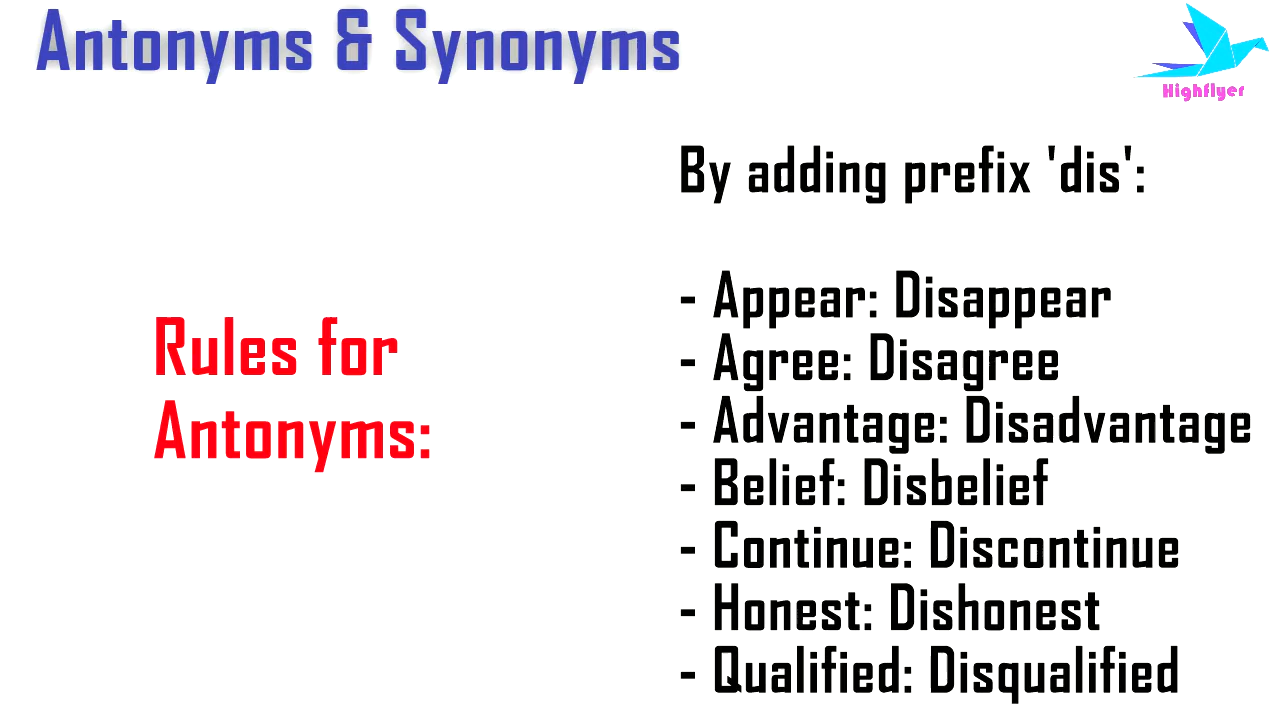 Antonyms & Synonyms
Highflyer
Rules for
Antonyms:
By adding prefix 'dis':
- Appear: Disappear
- Agree: Disagree
- Advantage: Disadvantage
- Belief: Disbelief
- Continue: Discontinue
- Honest: Dishonest
- Qualified: Disqualified